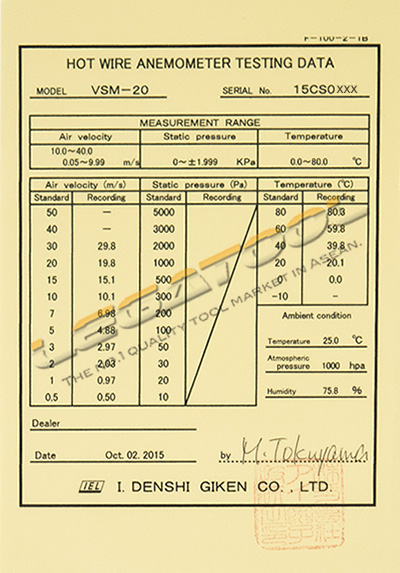 F-100-2-1B
HOT WIRE ANEMOMETER TESTING DATA
MODEL VSM-20 SERIAL No. 15CS0XXX
MEASUREMENT RANGE
Air velocity Static pressure Temperature
10.0~40.0
0.05~9.99 m/s 0~±1.999 KPa 0.0~80.0 ℃
Air velocity (m/s) Static pressure (Pa) Temperature (℃)
Standard Recording Standard Recording Standard Recording
50 — 5000 80 80.3
40 — 3000 60 59.8
30 29.8 2000 40 39.8
20 19.8 1000 20 20.1
15 15.1 500 0 0.0
10 10.1 300 -10 —
7 6.98 200
5 4.88 100
3 2.97 50
2 2.03 30
1 0.97 20
0.5 0.50 10
Ambient condition
Temperature 25.0 ℃
Atmospheric
pressure 1000 hpa
Humidity 75.8 %
LEGATOOL
THE NO.1 QUALITY TOOL MARKET IN ASEAN.
Dealer
Date Oct. 02. 2015 by M. Tokuyama
IEL I. DENSHI GIKEN CO., LTD.